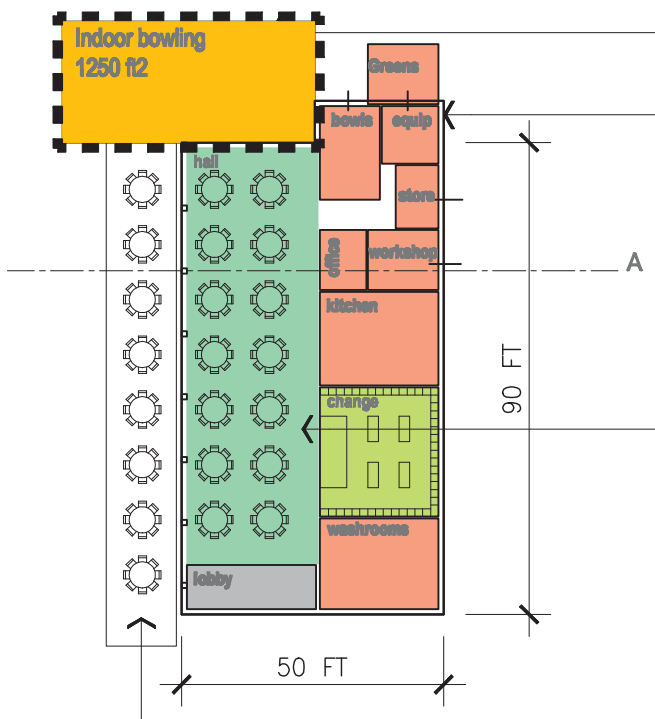 Indoor bowling
1250 ft2
Greens
bowls
equip
hall
store
office
workshop
A
kitchen
90 FT
change
washrooms
lobby
50 FT